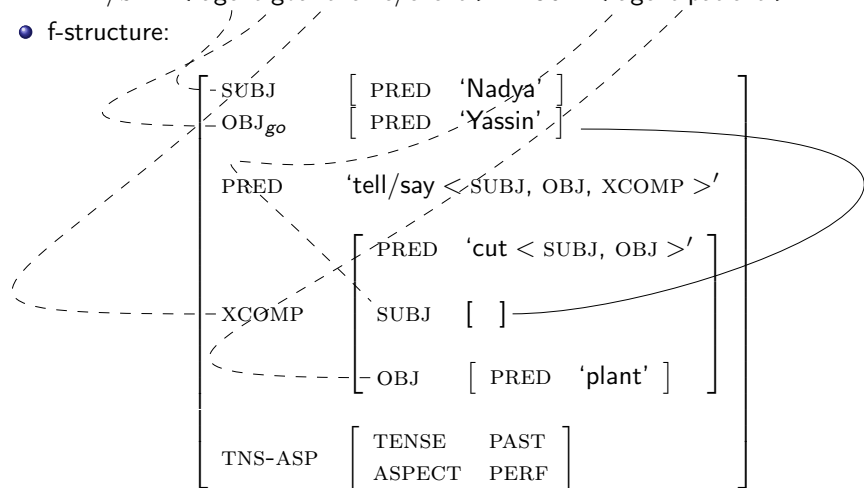 f-structure:
SUBJ [ PRED ‘Nadya’ ]
OBJgo [ PRED ‘Yassin’ ]
PRED ‘tell/say < SUBJ, OBJ, XCOMP >’
PRED ‘cut < SUBJ, OBJ >’
XCOMP SUBJ [ ]
OBJ [ PRED ‘plant’ ]
TENSE PAST
TNS-ASP
ASPECT PERF